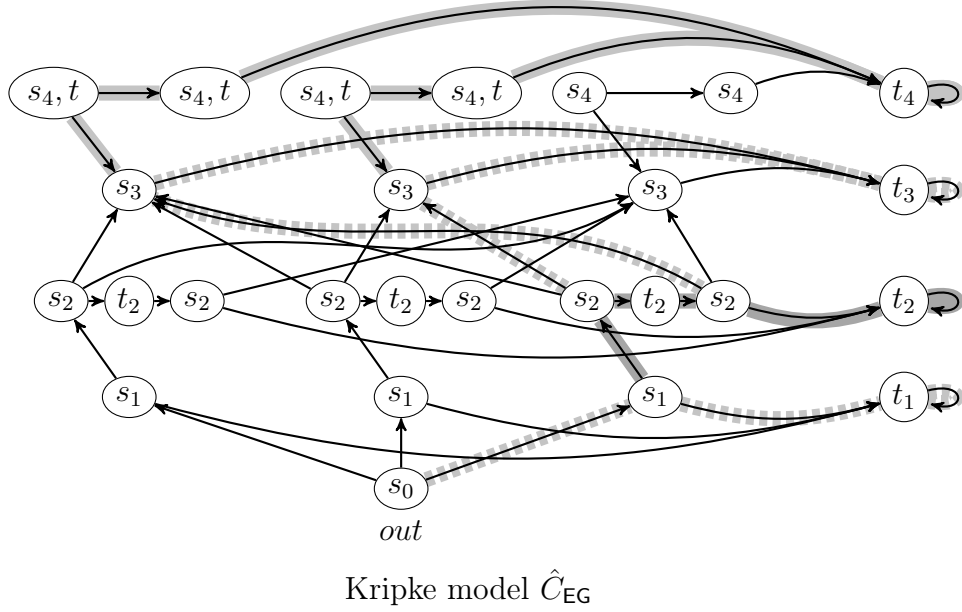 s₄, t s₄, t s₄, t s₄, t s₄ s₄ t₄
s₃ s₃ s₃ t₃
s₂ t₂ s₂ s₂ t₂ s₂ s₂ t₂ s₂ t₂
s₁ s₁ s₁ t₁
s₀
out
Kripke model Ĉ_EG